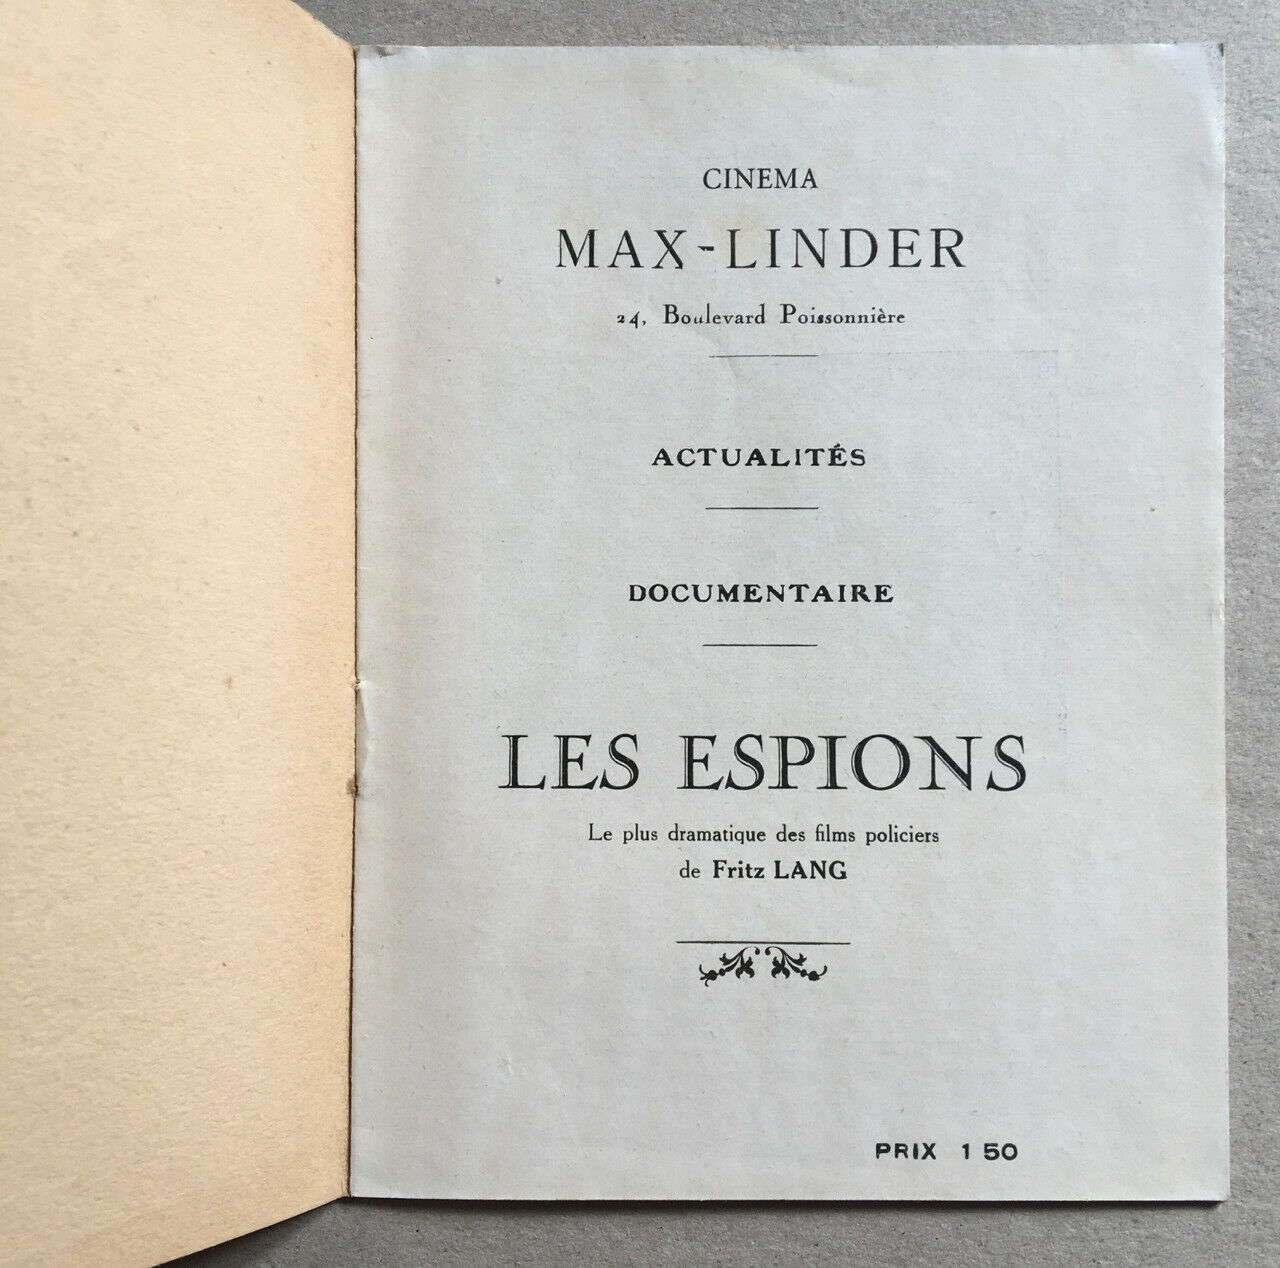 CINEMA
MAX-LINDER
24, Boulevard Poissonnière
ACTUALITÉS
DOCUMENTAIRE
LES ESPIONS
Le plus dramatique des films policiers
de Fritz LANG
PRIX 1 50